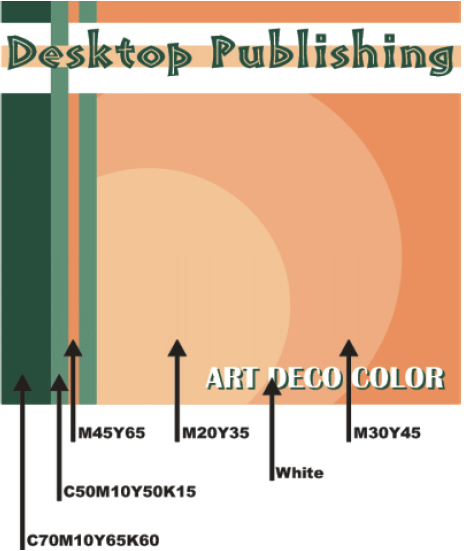 Desktop Publishing
ART DECO COLOR
M45Y65
M20Y35
M30Y45
White
C50M10Y50K15
C70M10Y65K60